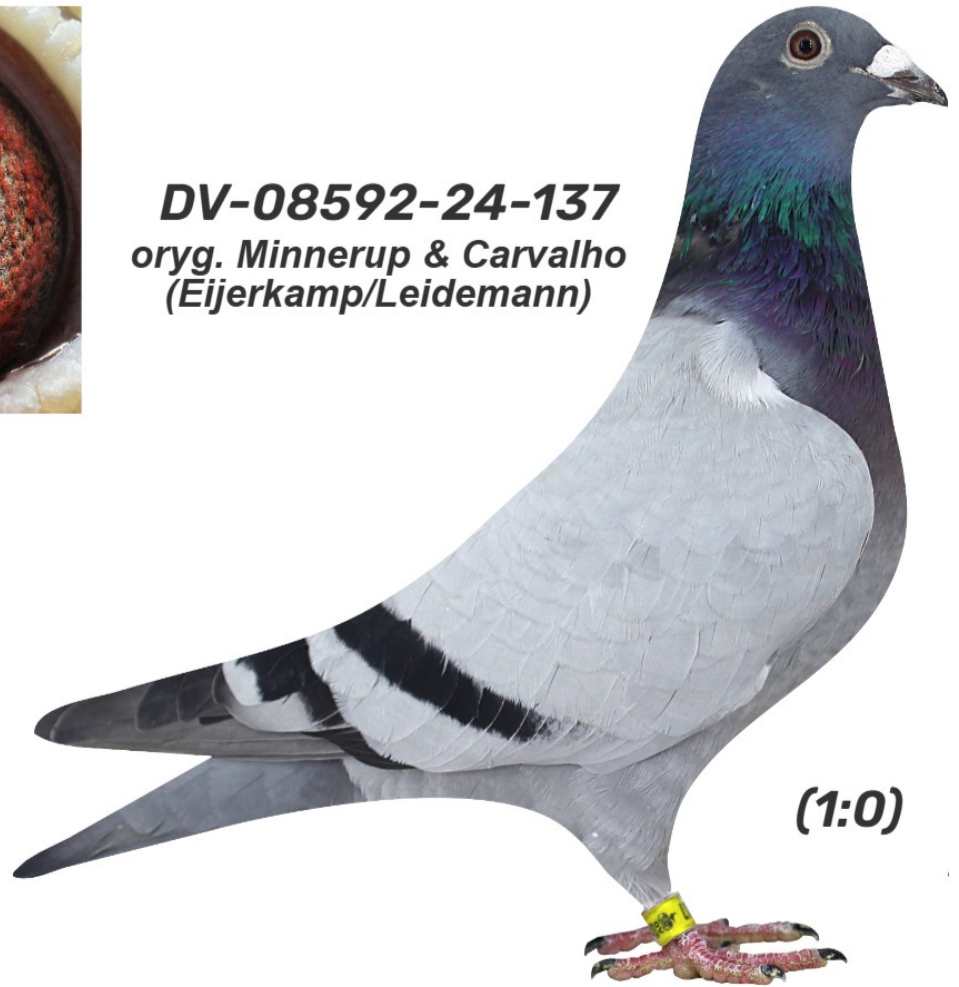 DV-08592-24-137
oryg. Minnerup & Carvalho
(Eijerkamp/Leidemann)
(1:0)